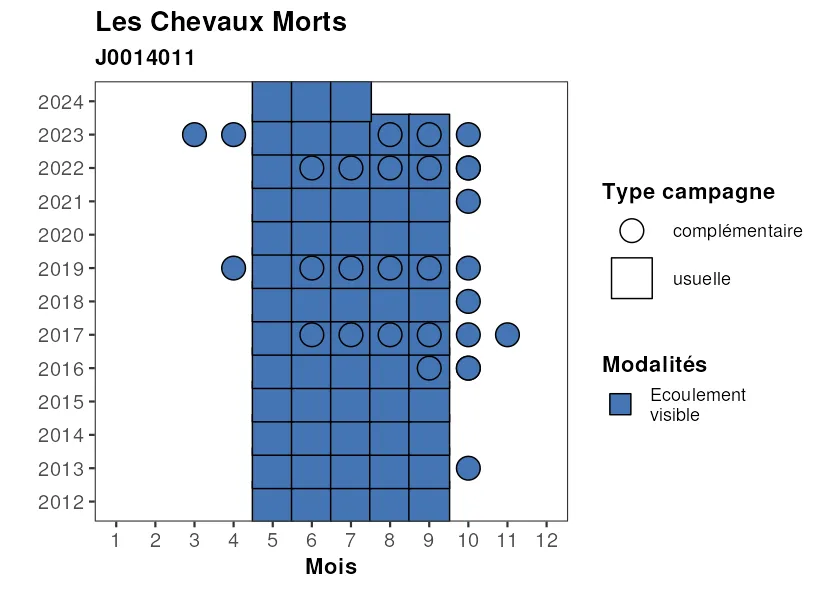 Les Chevaux Morts
J0014011
2024
2023
2022
2021
2020
2019
2018
2017
2016
2015
2014
2013
2012
1 2 3 4 5 6 7 8 9 10 11 12
Mois
Type campagne
complémentaire
usuelle
Modalités
Ecoulement
visible